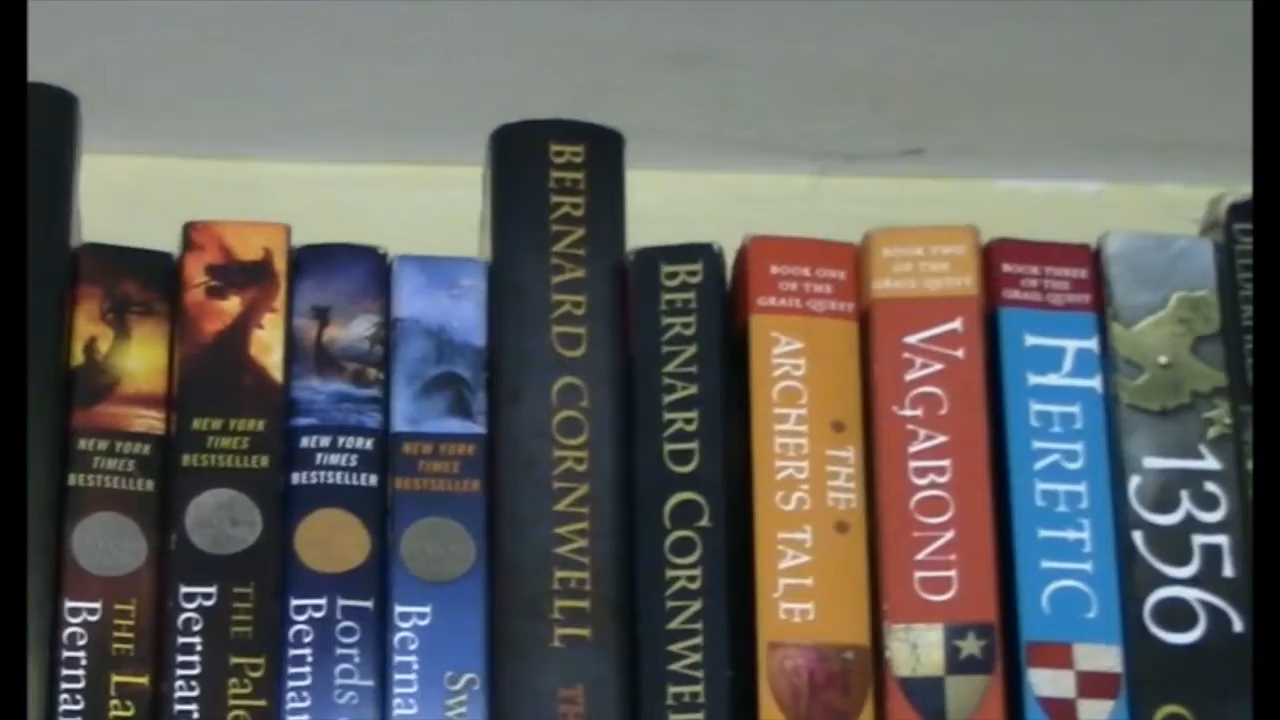 NEW YORK
TIMES
BESTSELLER
THE La
Bernar
NEW YORK
TIMES
BESTSELLER
THE Pale
Bernar
NEW YORK
TIMES
BESTSELLER
Lords
Bernar
NEW YORK
TIMES
BESTSELLER
Sw
Berna
BERNARD CORNWELL TH
BERNARD CORNWEL
BOOK ONE
OF THE
GRAIL QUEST
• THE •
ARCHER'S TALE
BOOK TWO
OF THE
GRAIL QUEST
VAGABOND
BOOK THREE
OF THE
GRAIL QUEST
HERETIC
1356